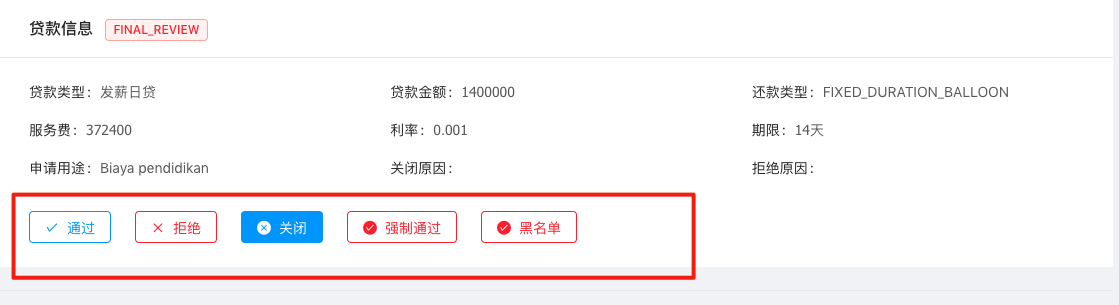 贷款信息 FINAL_REVIEW
贷款类型：发薪日贷 贷款金额：1400000 还款类型：FIXED_DURATION_BALLOON
服务费：372400 利率：0.001 期限：14天
申请用途：Biaya pendidikan 关闭原因： 拒绝原因：
通过 拒绝 关闭 强制通过 黑名单